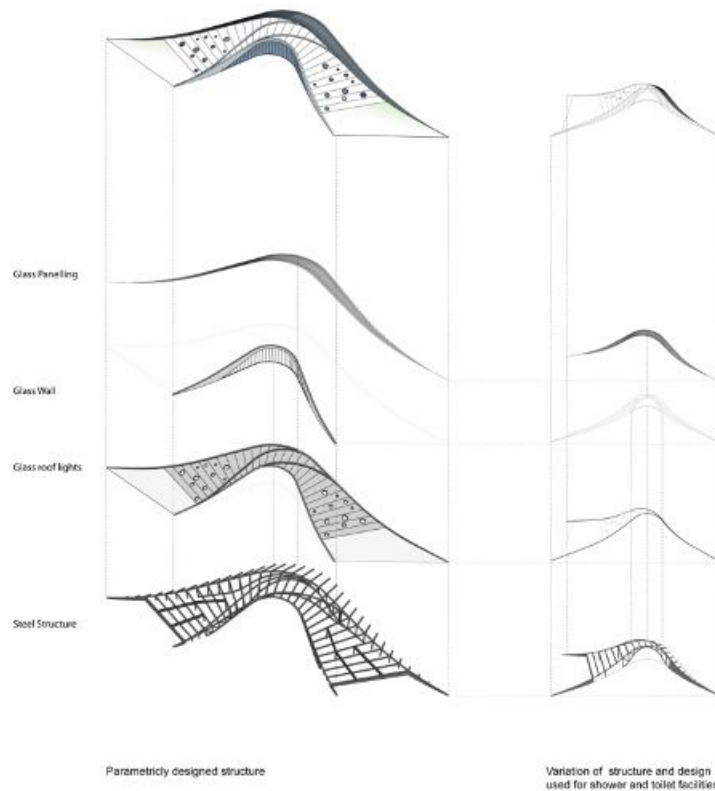 Glass Panelling
Glass Wall
Glass roof lights
Steel Structure
Parametricly designed structure
Variation of structure and design
used for shower and toilet facilities